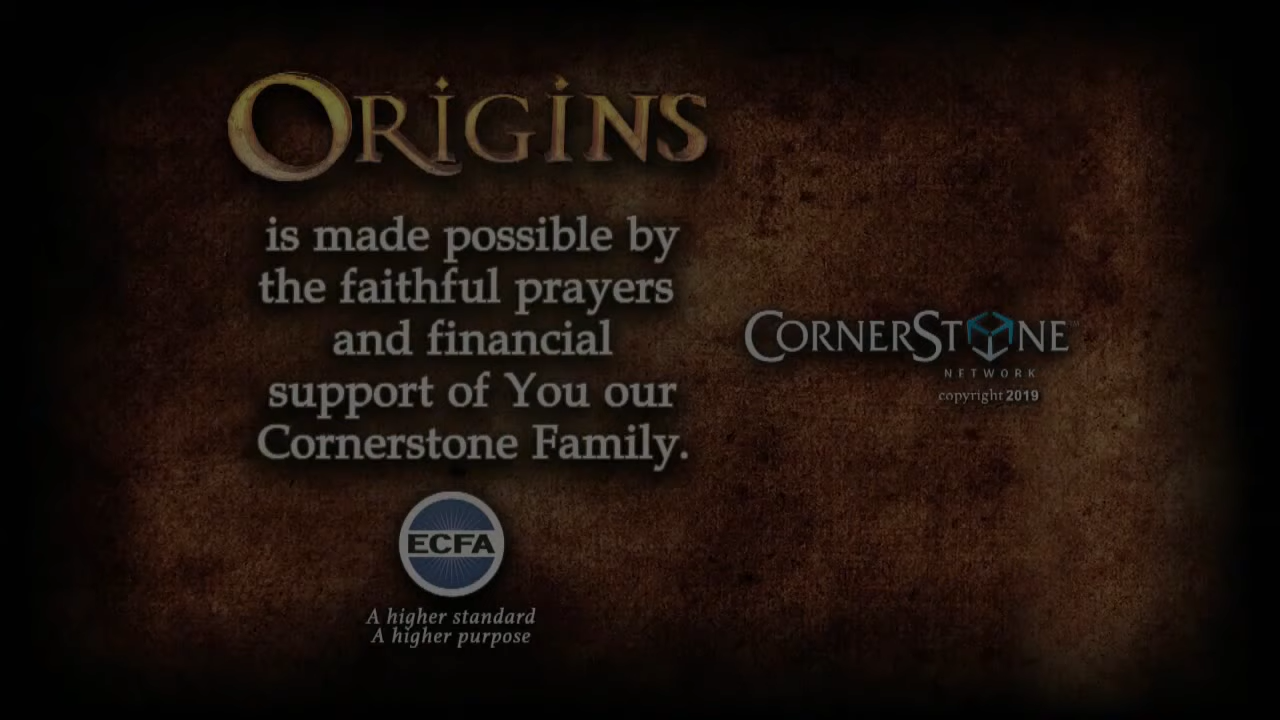 ORIGINS
is made possible by
the faithful prayers
and financial
support of You our
Cornerstone Family.
ECFA
A higher standard
A higher purpose
CORNERSTONE
NETWORK
copyright 2019